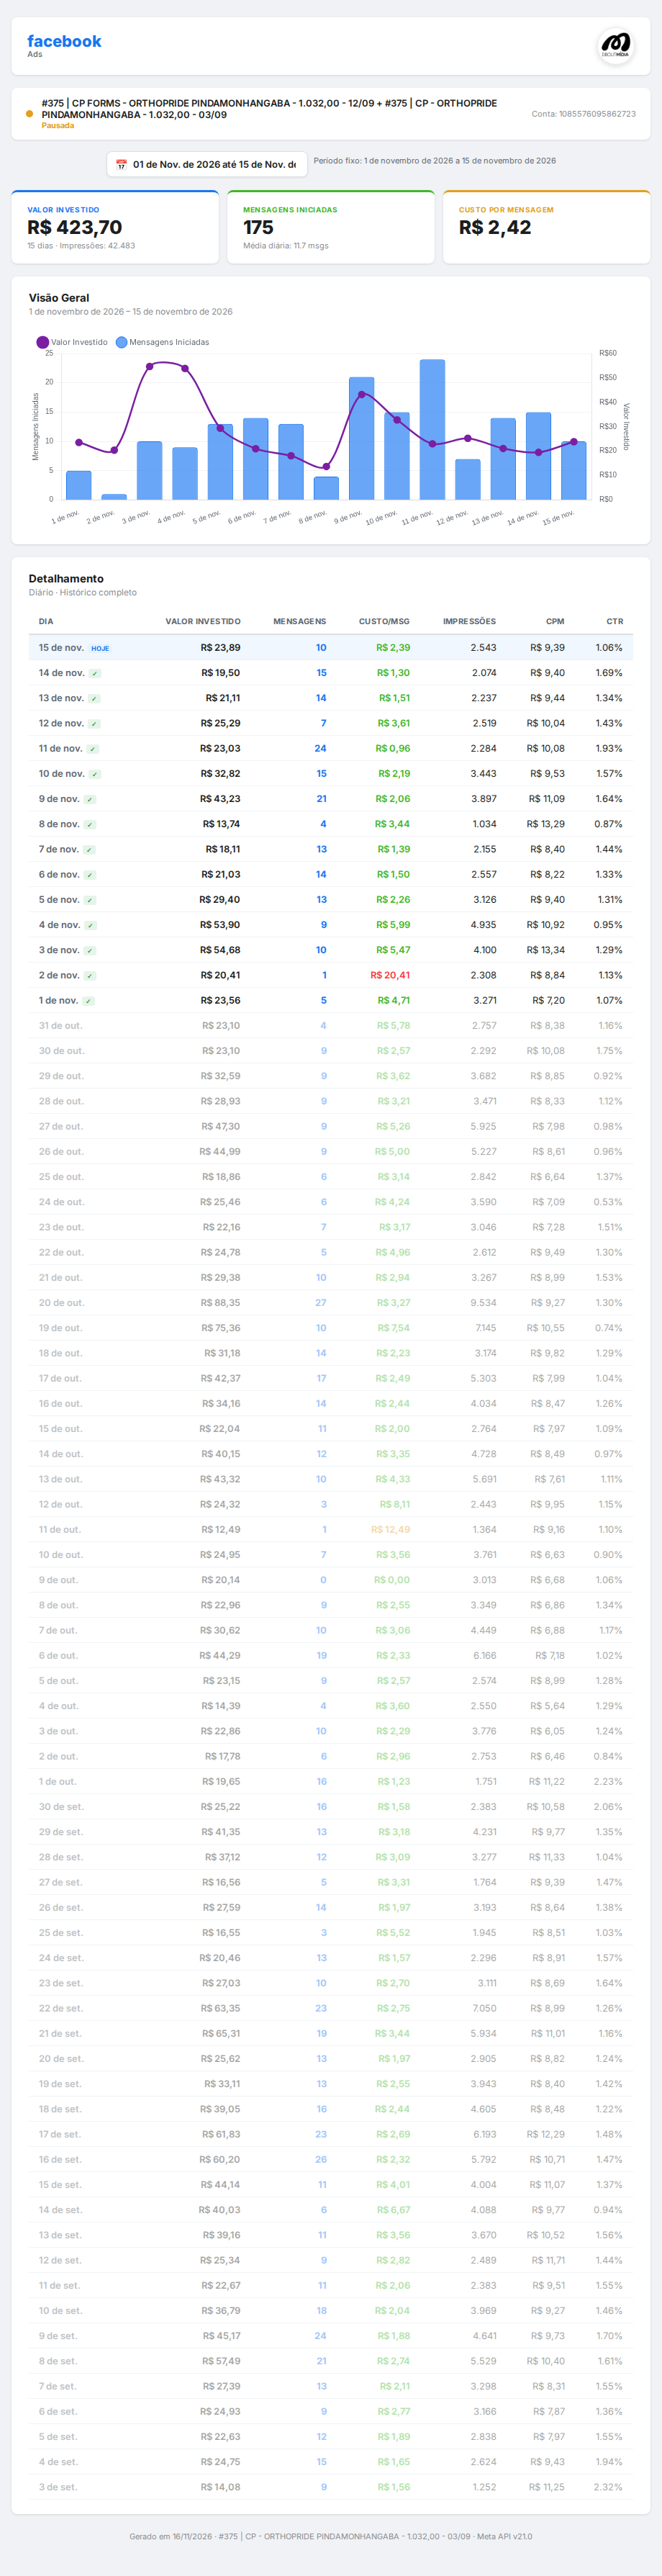 facebook
Ads
DBOUT MÍDIA
#375 | CP FORMS - ORTHOPRIDE PINDAMONHANGABA - 1.032,00 - 12/09 + #375 | CP - ORTHOPRIDE
PINDAMONHANGABA - 1.032,00 - 03/09
Pausada
Conta: 1085576095862723
01 de Nov. de 2026 até 15 de Nov. d
Período fixo: 1 de novembro de 2026 a 15 de novembro de 2026
VALOR INVESTIDO
R$ 423,70
15 dias · Impressões: 42.483
MENSAGENS INICIADAS
175
Média diária: 11.7 msgs
CUSTO POR MENSAGEM
R$ 2,42
Visão Geral
1 de novembro de 2026 – 15 de novembro de 2026
Valor Investido Mensagens Iniciadas
25
20
15
10
5
0
Mensagens Iniciadas
R$60
R$50
R$40
R$30
R$20
R$10
R$0
Valor Investido
1 de nov. 2 de nov. 3 de nov. 4 de nov. 5 de nov. 6 de nov. 7 de nov. 8 de nov. 9 de nov. 10 de nov. 11 de nov. 12 de nov. 13 de nov. 14 de nov. 15 de nov.
Detalhamento
Diário · Histórico completo
DIA VALOR INVESTIDO MENSAGENS CUSTO/MSG IMPRESSÕES CPM CTR
15 de nov. HOJE R$ 23,89 10 R$ 2,39 2.543 R$ 9,39 1.06%
14 de nov. ✓ R$ 19,50 15 R$ 1,30 2.074 R$ 9,40 1.69%
13 de nov. ✓ R$ 21,11 14 R$ 1,51 2.237 R$ 9,44 1.34%
12 de nov. ✓ R$ 25,29 7 R$ 3,61 2.519 R$ 10,04 1.43%
11 de nov. ✓ R$ 23,03 24 R$ 0,96 2.284 R$ 10,08 1.93%
10 de nov. ✓ R$ 32,82 15 R$ 2,19 3.443 R$ 9,53 1.57%
9 de nov. ✓ R$ 43,23 21 R$ 2,06 3.897 R$ 11,09 1.64%
8 de nov. ✓ R$ 13,74 4 R$ 3,44 1.034 R$ 13,29 0.87%
7 de nov. ✓ R$ 18,11 13 R$ 1,39 2.155 R$ 8,40 1.44%
6 de nov. ✓ R$ 21,03 14 R$ 1,50 2.557 R$ 8,22 1.33%
5 de nov. ✓ R$ 29,40 13 R$ 2,26 3.126 R$ 9,40 1.31%
4 de nov. ✓ R$ 53,90 9 R$ 5,99 4.935 R$ 10,92 0.95%
3 de nov. ✓ R$ 54,68 10 R$ 5,47 4.100 R$ 13,34 1.29%
2 de nov. ✓ R$ 20,41 1 R$ 20,41 2.308 R$ 8,84 1.13%
1 de nov. ✓ R$ 23,56 5 R$ 4,71 3.271 R$ 7,20 1.07%
31 de out. R$ 23,10 4 R$ 5,78 2.757 R$ 8,38 1.16%
30 de out. R$ 23,10 9 R$ 2,57 2.292 R$ 10,08 1.75%
29 de out. R$ 32,59 9 R$ 3,62 3.682 R$ 8,85 0.92%
28 de out. R$ 28,93 9 R$ 3,21 3.471 R$ 8,33 1.12%
27 de out. R$ 47,30 9 R$ 5,26 5.925 R$ 7,98 0.98%
26 de out. R$ 44,99 9 R$ 5,00 5.227 R$ 8,61 0.96%
25 de out. R$ 18,86 6 R$ 3,14 2.842 R$ 6,64 1.37%
24 de out. R$ 25,46 6 R$ 4,24 3.590 R$ 7,09 0.53%
23 de out. R$ 22,16 7 R$ 3,17 3.046 R$ 7,28 1.51%
22 de out. R$ 24,78 5 R$ 4,96 2.612 R$ 9,49 1.30%
21 de out. R$ 29,38 10 R$ 2,94 3.267 R$ 8,99 1.53%
20 de out. R$ 88,35 27 R$ 3,27 9.534 R$ 9,27 1.30%
19 de out. R$ 75,36 10 R$ 7,54 7.145 R$ 10,55 0.74%
18 de out. R$ 31,18 14 R$ 2,23 3.174 R$ 9,82 1.29%
17 de out. R$ 42,37 17 R$ 2,49 5.303 R$ 7,99 1.04%
16 de out. R$ 34,16 14 R$ 2,44 4.034 R$ 8,47 1.26%
15 de out. R$ 22,04 11 R$ 2,00 2.764 R$ 7,97 1.09%
14 de out. R$ 40,15 12 R$ 3,35 4.728 R$ 8,49 0.97%
13 de out. R$ 43,32 10 R$ 4,33 5.691 R$ 7,61 1.11%
12 de out. R$ 24,32 3 R$ 8,11 2.443 R$ 9,95 1.15%
11 de out. R$ 12,49 1 R$ 12,49 1.364 R$ 9,16 1.10%
10 de out. R$ 24,95 7 R$ 3,56 3.761 R$ 6,63 0.90%
9 de out. R$ 20,14 0 R$ 0,00 3.013 R$ 6,68 1.06%
8 de out. R$ 22,96 9 R$ 2,55 3.349 R$ 6,86 1.34%
7 de out. R$ 30,62 10 R$ 3,06 4.449 R$ 6,88 1.17%
6 de out. R$ 44,29 19 R$ 2,33 6.166 R$ 7,18 1.02%
5 de out. R$ 23,15 9 R$ 2,57 2.574 R$ 8,99 1.28%
4 de out. R$ 14,39 4 R$ 3,60 2.550 R$ 5,64 1.29%
3 de out. R$ 22,86 10 R$ 2,29 3.776 R$ 6,05 1.24%
2 de out. R$ 17,78 6 R$ 2,96 2.753 R$ 6,46 0.84%
1 de out. R$ 19,65 16 R$ 1,23 1.751 R$ 11,22 2.23%
30 de set. R$ 25,22 16 R$ 1,58 2.383 R$ 10,58 2.06%
29 de set. R$ 41,35 13 R$ 3,18 4.231 R$ 9,77 1.35%
28 de set. R$ 37,12 12 R$ 3,09 3.277 R$ 11,33 1.04%
27 de set. R$ 16,56 5 R$ 3,31 1.764 R$ 9,39 1.47%
26 de set. R$ 27,59 14 R$ 1,97 3.193 R$ 8,64 1.38%
25 de set. R$ 16,55 3 R$ 5,52 1.945 R$ 8,51 1.03%
24 de set. R$ 20,46 13 R$ 1,57 2.296 R$ 8,91 1.57%
23 de set. R$ 27,03 10 R$ 2,70 3.111 R$ 8,69 1.64%
22 de set. R$ 63,35 23 R$ 2,75 7.050 R$ 8,99 1.26%
21 de set. R$ 65,31 19 R$ 3,44 5.934 R$ 11,01 1.16%
20 de set. R$ 25,62 13 R$ 1,97 2.905 R$ 8,82 1.24%
19 de set. R$ 33,11 13 R$ 2,55 3.943 R$ 8,40 1.42%
18 de set. R$ 39,05 16 R$ 2,44 4.605 R$ 8,48 1.22%
17 de set. R$ 61,83 23 R$ 2,69 6.193 R$ 12,29 1.48%
16 de set. R$ 60,20 26 R$ 2,32 5.792 R$ 10,71 1.47%
15 de set. R$ 44,14 11 R$ 4,01 4.004 R$ 11,07 1.37%
14 de set. R$ 40,03 6 R$ 6,67 4.088 R$ 9,77 0.94%
13 de set. R$ 39,16 11 R$ 3,56 3.670 R$ 10,52 1.56%
12 de set. R$ 25,34 9 R$ 2,82 2.489 R$ 11,71 1.44%
11 de set. R$ 22,67 11 R$ 2,06 2.383 R$ 9,51 1.55%
10 de set. R$ 36,79 18 R$ 2,04 3.969 R$ 9,27 1.46%
9 de set. R$ 45,17 24 R$ 1,88 4.641 R$ 9,73 1.70%
8 de set. R$ 57,49 21 R$ 2,74 5.529 R$ 10,40 1.61%
7 de set. R$ 27,39 13 R$ 2,11 3.298 R$ 8,31 1.55%
6 de set. R$ 24,93 9 R$ 2,77 3.166 R$ 7,87 1.36%
5 de set. R$ 22,63 12 R$ 1,89 2.838 R$ 7,97 1.55%
4 de set. R$ 24,75 15 R$ 1,65 2.624 R$ 9,43 1.94%
3 de set. R$ 14,08 9 R$ 1,56 1.252 R$ 11,25 2.32%
Gerado em 16/11/2026 · #375 | CP - ORTHOPRIDE PINDAMONHANGABA - 1.032,00 - 03/09 · Meta API v21.0